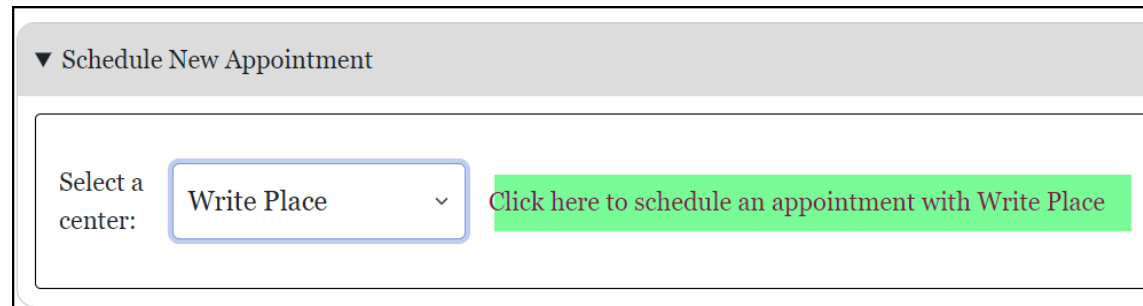 ▼ Schedule New Appointment
Select a
center:
Write Place
Click here to schedule an appointment with Write Place